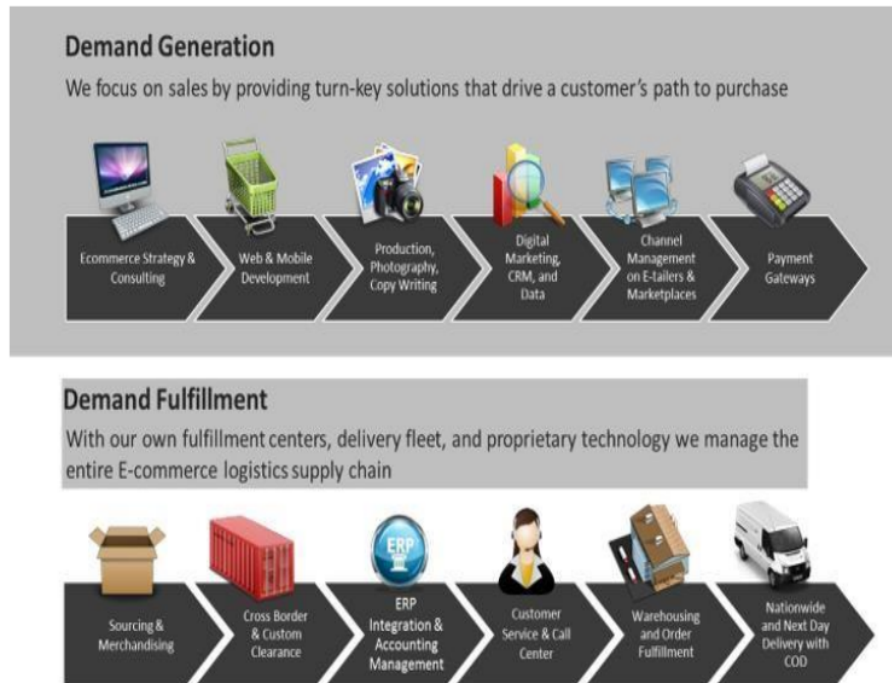 Demand Generation
We focus on sales by providing turn-key solutions that drive a customer's path to purchase
Ecommerce Strategy &
Consulting
Web & Mobile
Development
Production,
Photography,
Copy Writing
Digital
Marketing,
CRM, and
Data
Channel
Management
on E-tailers &
Marketplaces
Payment
Gateways
Demand Fulfillment
With our own fulfillment centers, delivery fleet, and proprietary technology we manage the
entire E-commerce logistics supply chain
Sourcing &
Merchandising
Cross Border
& Custom
Clearance
ERP
ERP
Integration &
Accounting
Management
Customer
Service & Call
Center
Warehousing
and Order
Fulfillment
Nationwide
and Next Day
Delivery with
COD